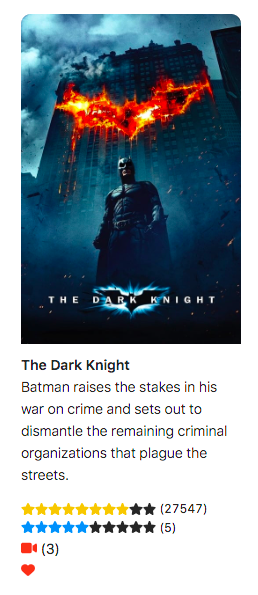 THE DARK KNIGHT
The Dark Knight
Batman raises the stakes in his
war on crime and sets out to
dismantle the remaining criminal
organizations that plague the
streets.
(27547)
(5)
(3)